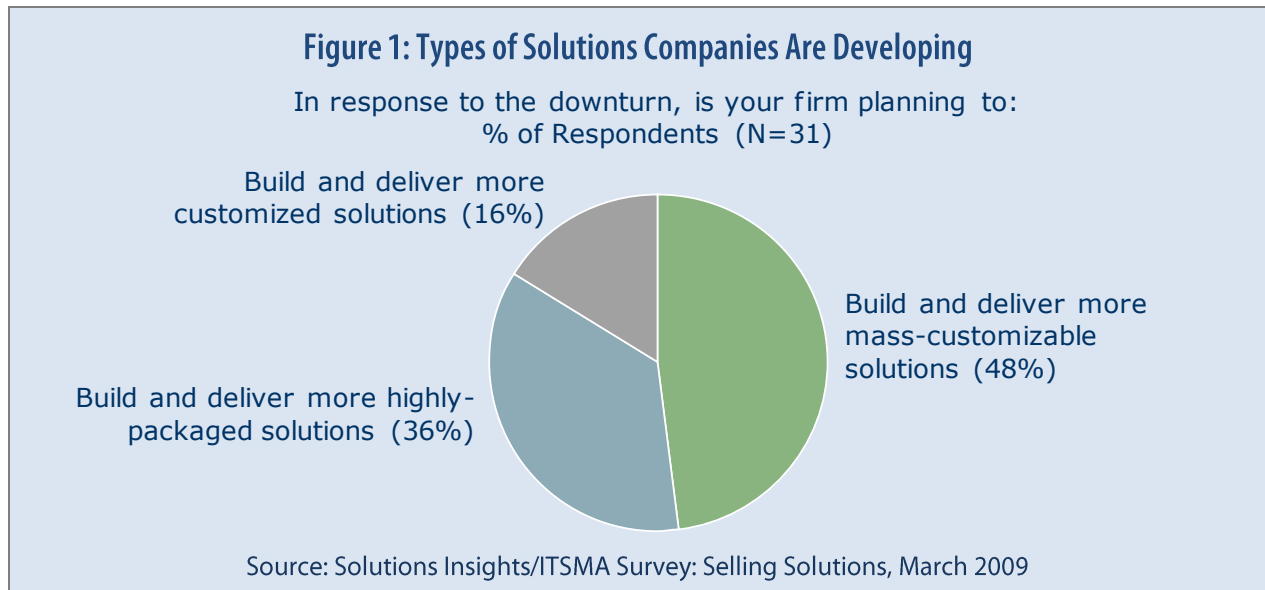 Figure 1: Types of Solutions Companies Are Developing
In response to the downturn, is your firm planning to:
% of Respondents (N=31)
Build and deliver more
customized solutions (16%)
Build and deliver more
mass-customizable
solutions (48%)
Build and deliver more highly-
packaged solutions (36%)
Source: Solutions Insights/ITSMA Survey: Selling Solutions, March 2009